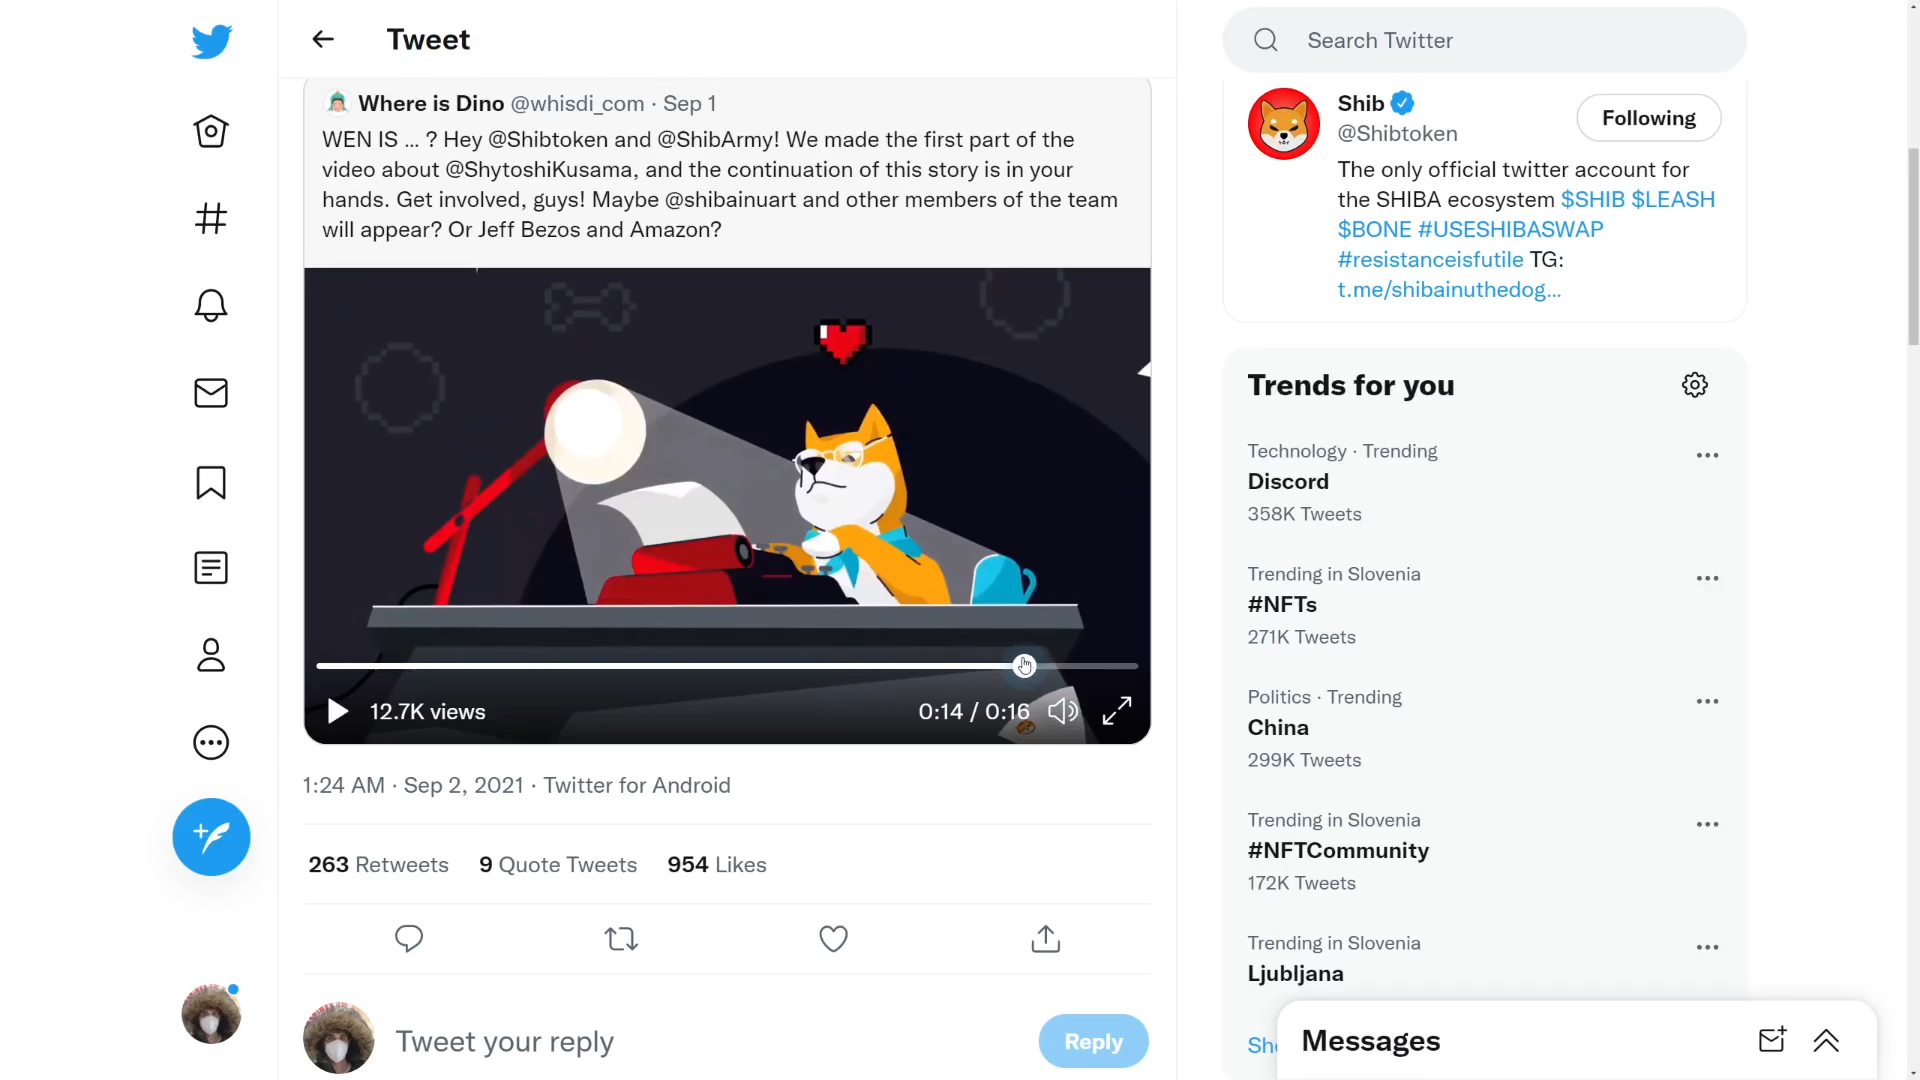 Tweet
Where is Dino @whisdi_com · Sep 1
WEN IS ... ? Hey @Shibtoken and @ShibArmy! We made the first part of the
video about @ShytoshiKusama, and the continuation of this story is in your
hands. Get involved, guys! Maybe @shibainuart and other members of the team
will appear? Or Jeff Bezos and Amazon?
12.7K views
0:14 / 0:16
1:24 AM · Sep 2, 2021 · Twitter for Android
263 Retweets 9 Quote Tweets 954 Likes
Tweet your reply
Reply
Search Twitter
Shib
@Shibtoken
Following
The only official twitter account for
the SHIBA ecosystem $SHIB $LEASH
$BONE #USESHIBASWAP
#resistanceisfutile TG:
t.me/shibainuthedog...
Trends for you
Technology · Trending
Discord
358K Tweets
Trending in Slovenia
#NFTs
271K Tweets
Politics · Trending
China
299K Tweets
Trending in Slovenia
#NFTCommunity
172K Tweets
Trending in Slovenia
Ljubljana
Messages